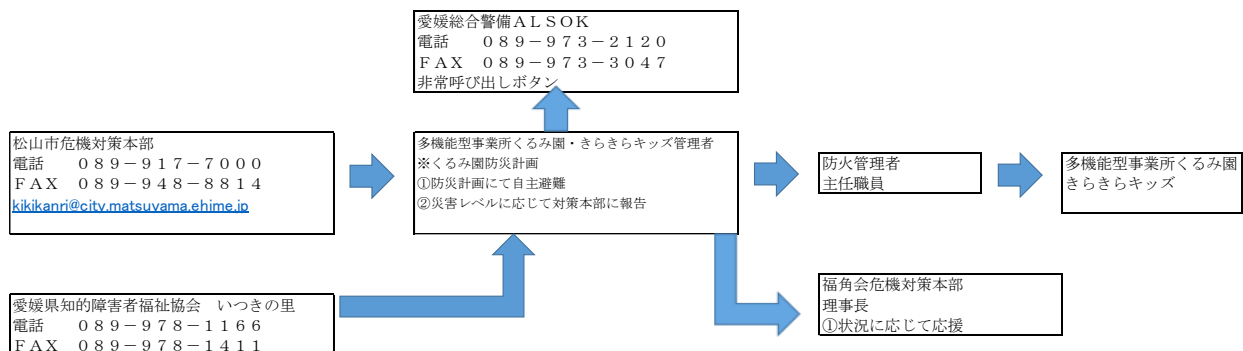 愛媛総合警備ＡＬＳＯＫ
電話　　０８９－９７３－２１２０
ＦＡＸ　０８９－９７３－３０４７
非常呼び出しボタン
松山市危機対策本部
電話　　０８９－９１７－７０００
ＦＡＸ　０８９－９４８－８８１４
kikikanri@city.matsuyama.ehime.jp
多機能型事業所くるみ園・きらきらキッズ管理者
※くるみ園防災計画
①防災計画にて自主避難
②災害レベルに応じて対策本部に報告
防火管理者
主任職員
多機能型事業所くるみ園
きらきらキッズ
愛媛県知的障害者福祉協会　いつきの里
電話　　０８９－９７８－１１６６
ＦＡＸ　０８９－９７８－１４１１
福角会危機対策本部
理事長
①状況に応じて応援